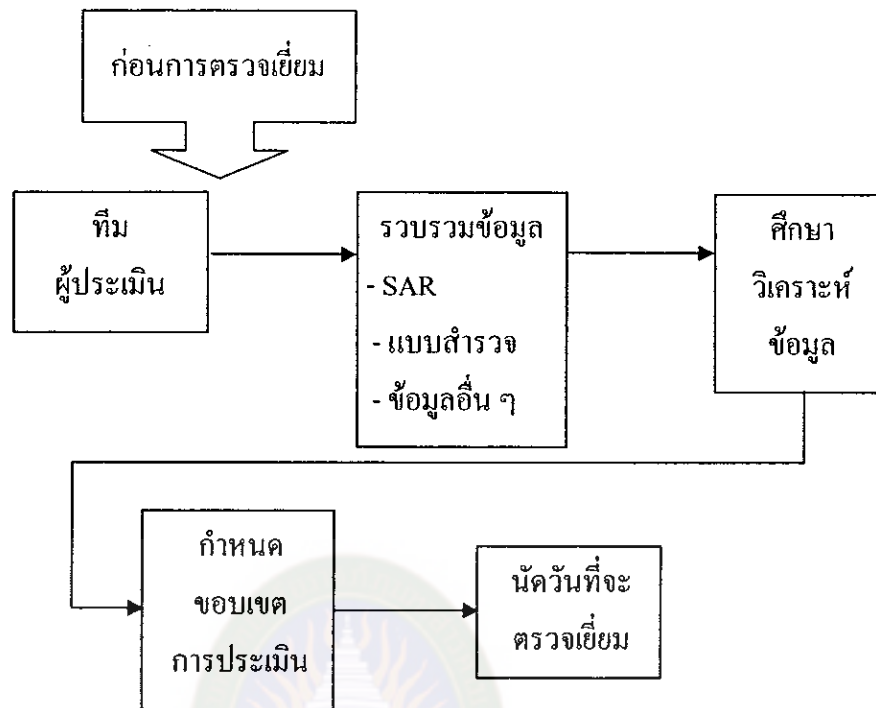 ก่อนการตรวจเยี่ยม
ทีม
ผู้ประเมิน
รวบรวมข้อมูล
- SAR
- แบบสำรวจ
- ข้อมูลอื่น ๆ
ศึกษา
วิเคราะห์
ข้อมูล
กำหนด
ขอบเขต
การประเมิน
นัดวันที่จะ
ตรวจเยี่ยม